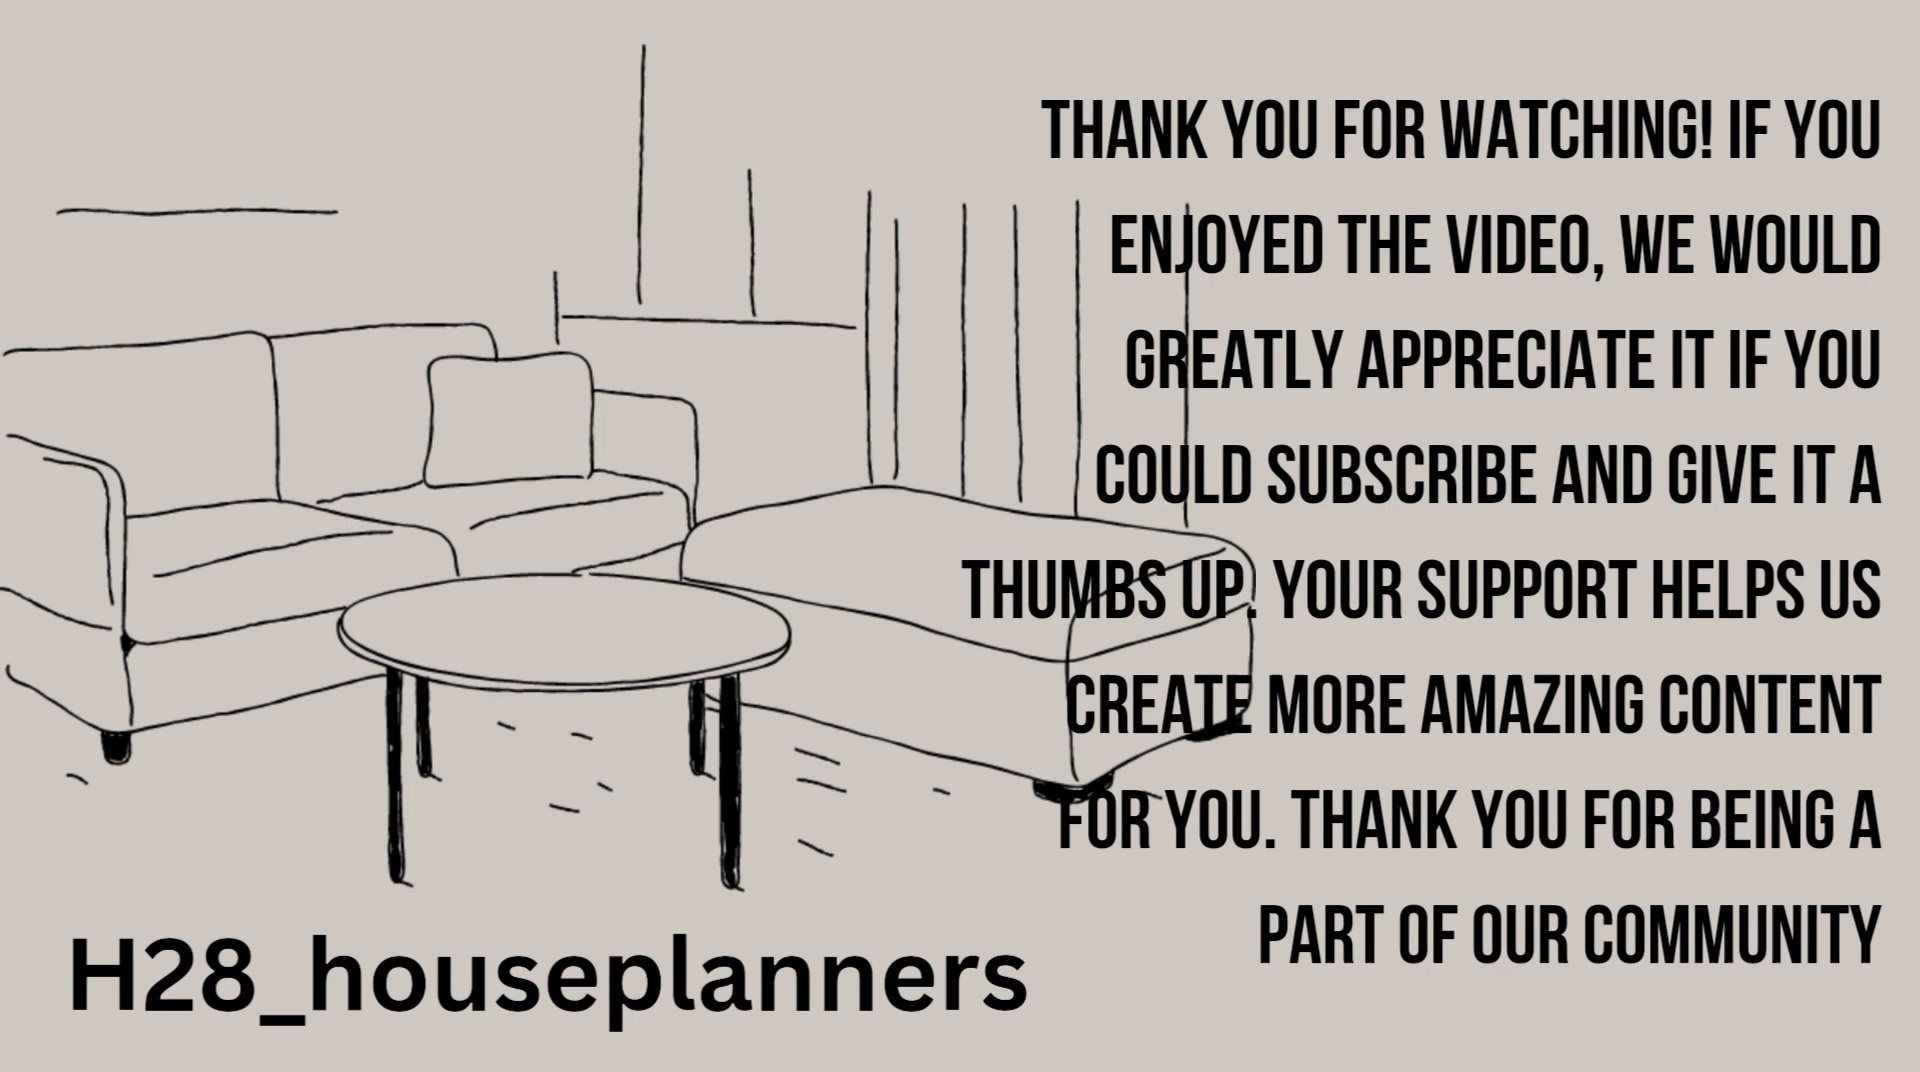 THANK YOU FOR WATCHING! IF YOU
ENJOYED THE VIDEO, WE WOULD
GREATLY APPRECIATE IT IF YOU
COULD SUBSCRIBE AND GIVE IT A
THUMBS UP. YOUR SUPPORT HELPS US
CREATE MORE AMAZING CONTENT
FOR YOU. THANK YOU FOR BEING A
PART OF OUR COMMUNITY
H28_houseplanners